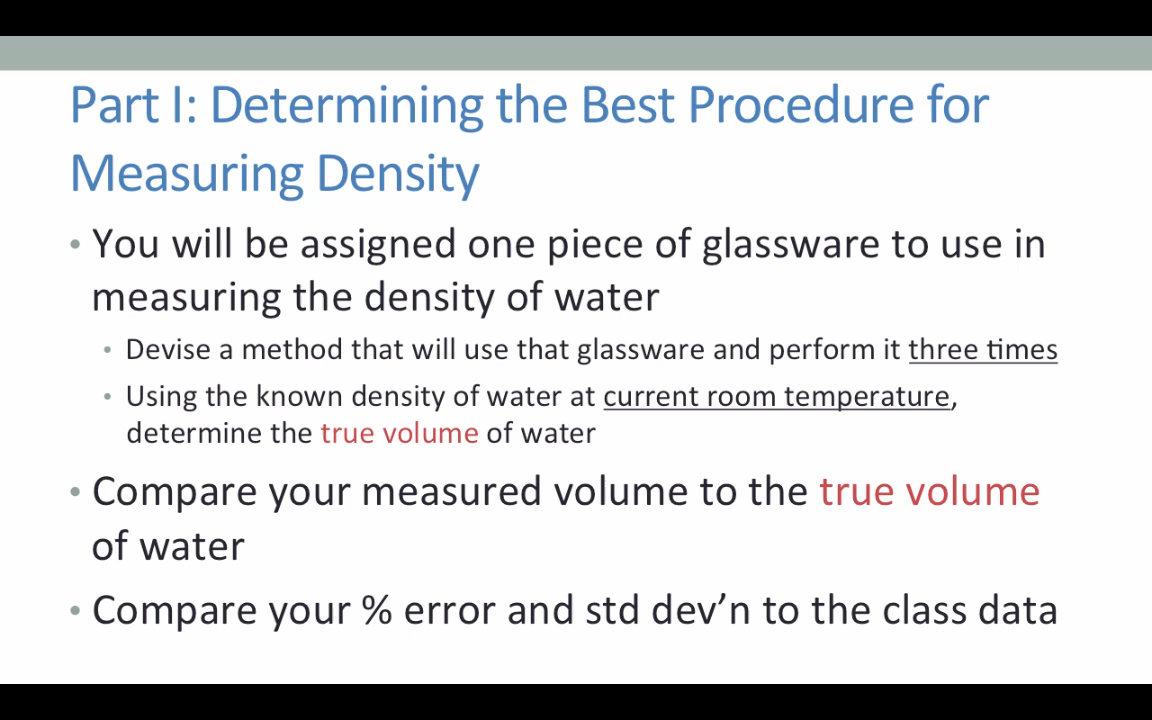 Part I: Determining the Best Procedure for
Measuring Density
• You will be assigned one piece of glassware to use in
measuring the density of water
• Devise a method that will use that glassware and perform it three times
• Using the known density of water at current room temperature,
determine the true volume of water
• Compare your measured volume to the true volume
of water
• Compare your % error and std dev’n to the class data